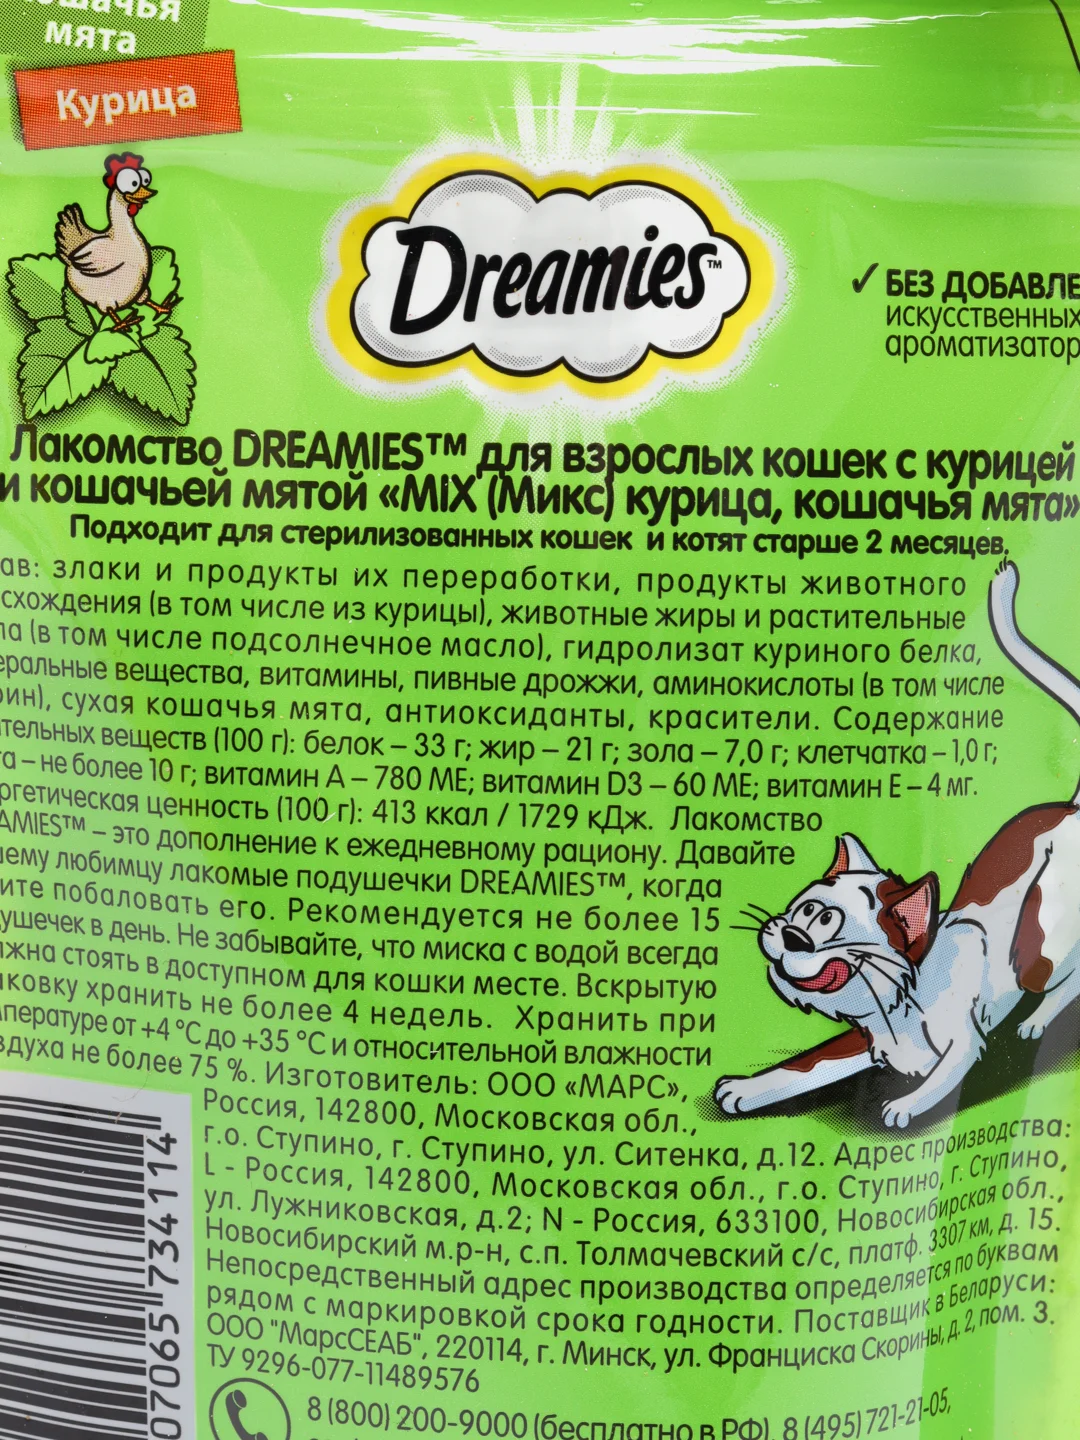 кошачья
мята
Курица
Dreamies™
✓ БЕЗ ДОБАВЛЕ
искусственных
ароматизатор
Лакомство DREAMIES™ для взрослых кошек с курицей
и кошачьей мятой «MIX (Микс) курица, кошачья мята»
Подходит для стерилизованных кошек и котят старше 2 месяцев.
ав: злаки и продукты их переработки, продукты животного
схождения (в том числе из курицы), животные жиры и растительные
ла (в том числе подсолнечное масло), гидролизат куриного белка,
еральные вещества, витамины, пивные дрожжи, аминокислоты (в том числе
рин), сухая кошачья мята, антиоксиданты, красители. Содержание
тельных веществ (100 г): белок – 33 г; жир – 21 г; зола – 7,0 г; клетчатка – 1,0 г;
га – не более 10 г; витамин А – 780 МЕ; витамин D3 – 60 МЕ; витамин Е – 4 мг.
ргетическая ценность (100 г): 413 ккал / 1729 кДж. Лакомство
AMIES™ – это дополнение к ежедневному рациону. Давайте
ему любимцу лакомые подушечки DREAMIES™, когда
ите побаловать его. Рекомендуется не более 15
ушечек в день. Не забывайте, что миска с водой всегда
лжна стоять в доступном для кошки месте. Вскрытую
аковку хранить не более 4 недель. Хранить при
мпературе от +4 °С до +35 °С и относительной влажности
здуха не более 75 %. Изготовитель: ООО «МАРС»,
Россия, 142800, Московская обл.,
г.о. Ступино, г. Ступино, ул. Ситенка, д.12. Адрес производства:
L - Россия, 142800, Московская обл., г.о. Ступино, г. Ступино,
ул. Лужниковская, д.2; N - Россия, 633100, Новосибирская обл.,
Новосибирский м.р-н, с.п. Толмачевский с/с, платф. 3307 км, д. 15.
Непосредственный адрес производства определяется по буквам
рядом с маркировкой срока годности. Поставщик в Беларуси:
ООО "МарсСЕАБ", 220114, г. Минск, ул. Франциска Скорины, д. 2, пом. 3.
ТУ 9296-077-11489576
8 (800) 200-9000 (бесплатно в РФ), 8 (495) 721-21-05,
07065 734114